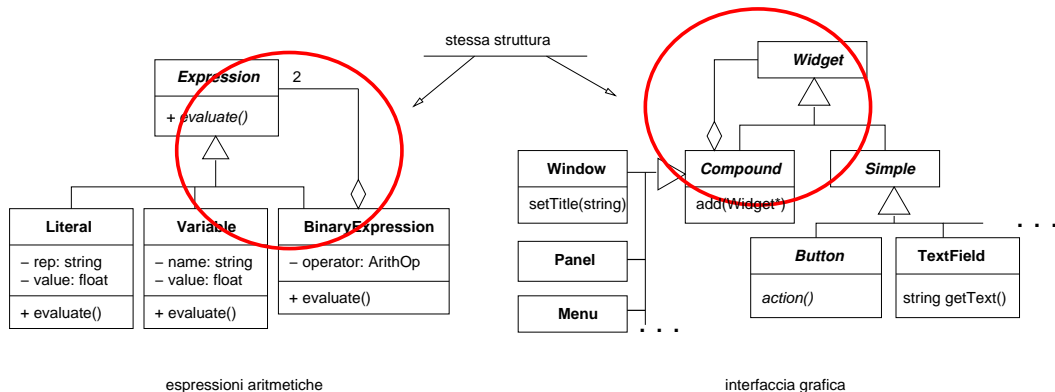 stessa struttura
Expression
2
+ evaluate()
Literal
– rep: string
– value: float
+ evaluate()
Variable
– name: string
– value: float
+ evaluate()
BinaryExpression
– operator: ArithOp
+ evaluate()
espressioni aritmetiche
Widget
Window
setTitle(string)
Compound
add(Widget*)
Simple
Panel
Menu
. . .
Button
action()
TextField
string getText()
. . .
interfaccia grafica